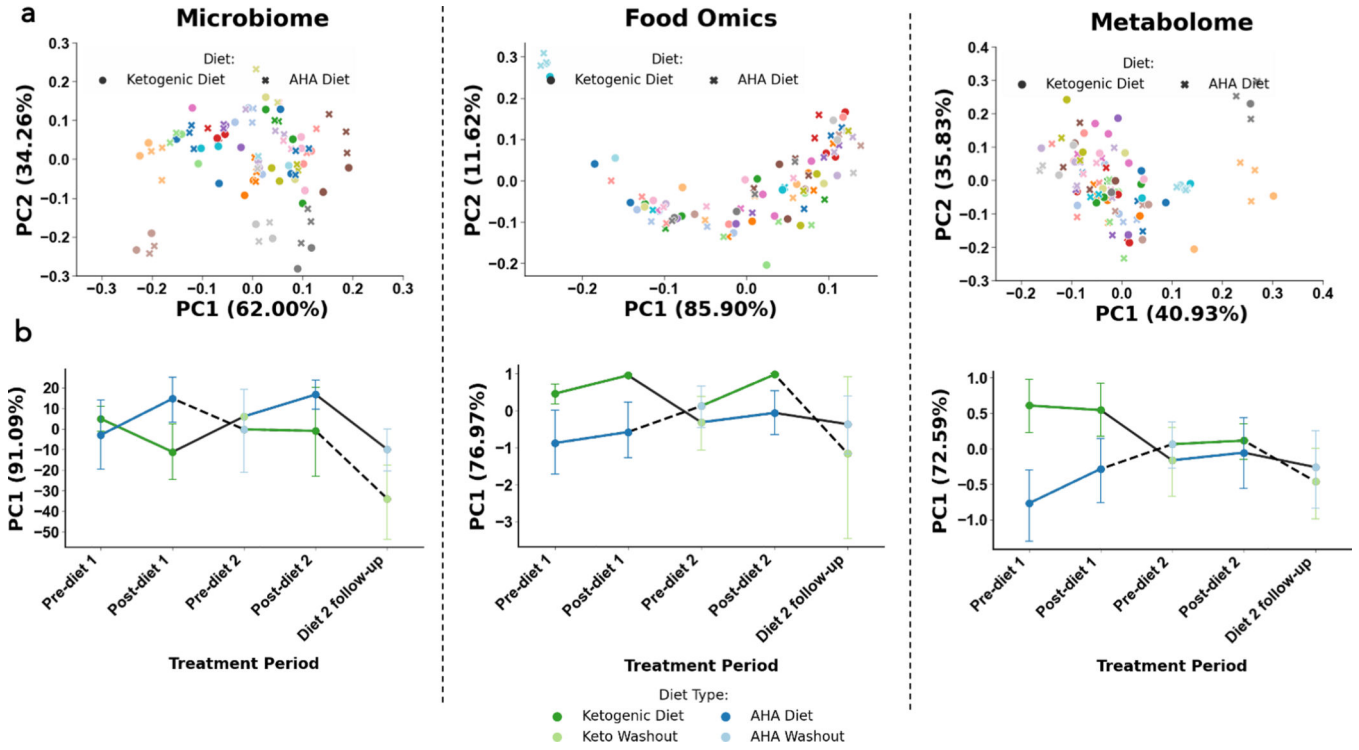 a
Microbiome
Diet:
Ketogenic Diet
AHA Diet
0.3
0.2
0.1
0.0
−0.1
−0.2
−0.3
PC2 (34.26%)
−0.3 −0.2 −0.1 0.0 0.1 0.2 0.3
PC1 (62.00%)
Food Omics
Diet:
Ketogenic Diet
AHA Diet
0.3
0.2
0.1
0.0
−0.1
−0.2
PC2 (11.62%)
−0.2 −0.1 0.0 0.1
PC1 (85.90%)
Metabolome
Diet:
Ketogenic Diet
AHA Diet
0.4
0.3
0.2
0.1
0.0
−0.1
−0.2
−0.3
PC2 (35.83%)
−0.2 −0.1 0.0 0.1 0.2 0.3 0.4
PC1 (40.93%)
b
20
10
0
−10
−20
−30
−40
−50
PC1 (91.09%)
Pre-diet 1
Post-diet 1
Pre-diet 2
Post-diet 2
Diet 2 follow-up
Treatment Period
1
0
−1
−2
−3
PC1 (76.97%)
Pre-diet 1
Post-diet 1
Pre-diet 2
Post-diet 2
Diet 2 follow-up
Treatment Period
1.0
0.5
0.0
−0.5
−1.0
PC1 (72.59%)
Pre-diet 1
Post-diet 1
Pre-diet 2
Post-diet 2
Diet 2 follow-up
Treatment Period
Diet Type:
Ketogenic Diet
AHA Diet
Keto Washout
AHA Washout